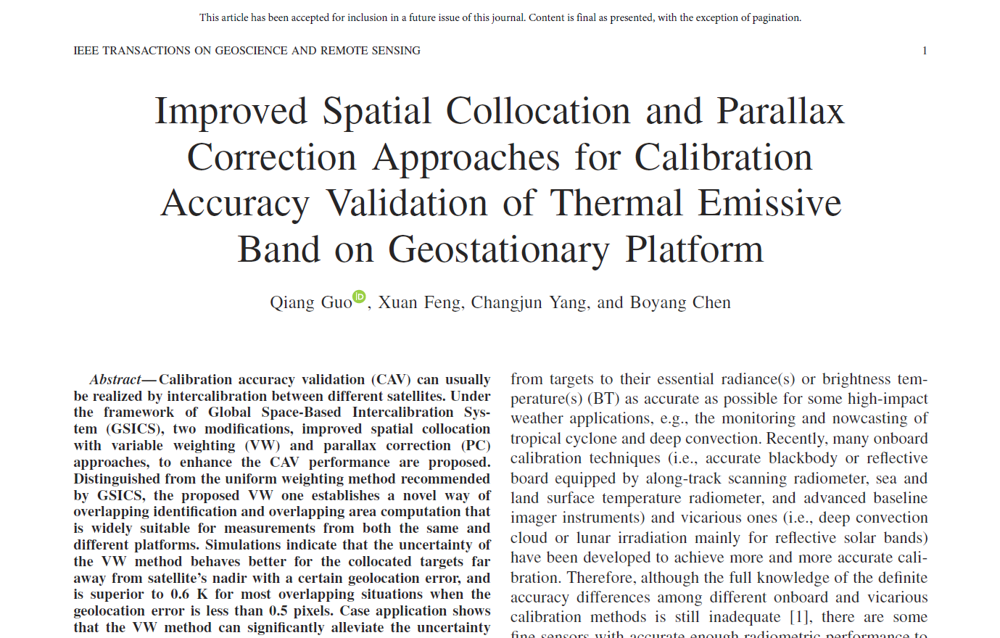 This article has been accepted for inclusion in a future issue of this journal. Content is final as presented, with the exception of pagination.
IEEE TRANSACTIONS ON GEOSCIENCE AND REMOTE SENSING 1
Improved Spatial Collocation and Parallax
Correction Approaches for Calibration
Accuracy Validation of Thermal Emissive
Band on Geostationary Platform
Qiang Guo iD, Xuan Feng, Changjun Yang, and Boyang Chen
Abstract—Calibration accuracy validation (CAV) can usually
be realized by intercalibration between different satellites. Under
the framework of Global Space-Based Intercalibration Sys-
tem (GSICS), two modifications, improved spatial collocation
with variable weighting (VW) and parallax correction (PC)
approaches, to enhance the CAV performance are proposed.
Distinguished from the uniform weighting method recommended
by GSICS, the proposed VW one establishes a novel way of
overlapping identification and overlapping area computation that
is widely suitable for measurements from both the same and
different platforms. Simulations indicate that the uncertainty of
the VW method behaves better for the collocated targets far
away from satellite's nadir with a certain geolocation error, and
is superior to 0.6 K for most overlapping situations when the
geolocation error is less than 0.5 pixels. Case application shows
that the VW method can significantly alleviate the uncertainty
from targets to their essential radiance(s) or brightness tem-
perature(s) (BT) as accurate as possible for some high-impact
weather applications, e.g., the monitoring and nowcasting of
tropical cyclone and deep convection. Recently, many onboard
calibration techniques (i.e., accurate blackbody or reflective
board equipped by along-track scanning radiometer, sea and
land surface temperature radiometer, and advanced baseline
imager instruments) and vicarious ones (i.e., deep convection
cloud or lunar irradiation mainly for reflective solar bands)
have been developed to achieve more and more accurate cali-
bration. Therefore, although the full knowledge of the definite
accuracy differences among different onboard and vicarious
calibration methods is still inadequate [1], there are some
fine sensors with accurate enough radiometric performance to